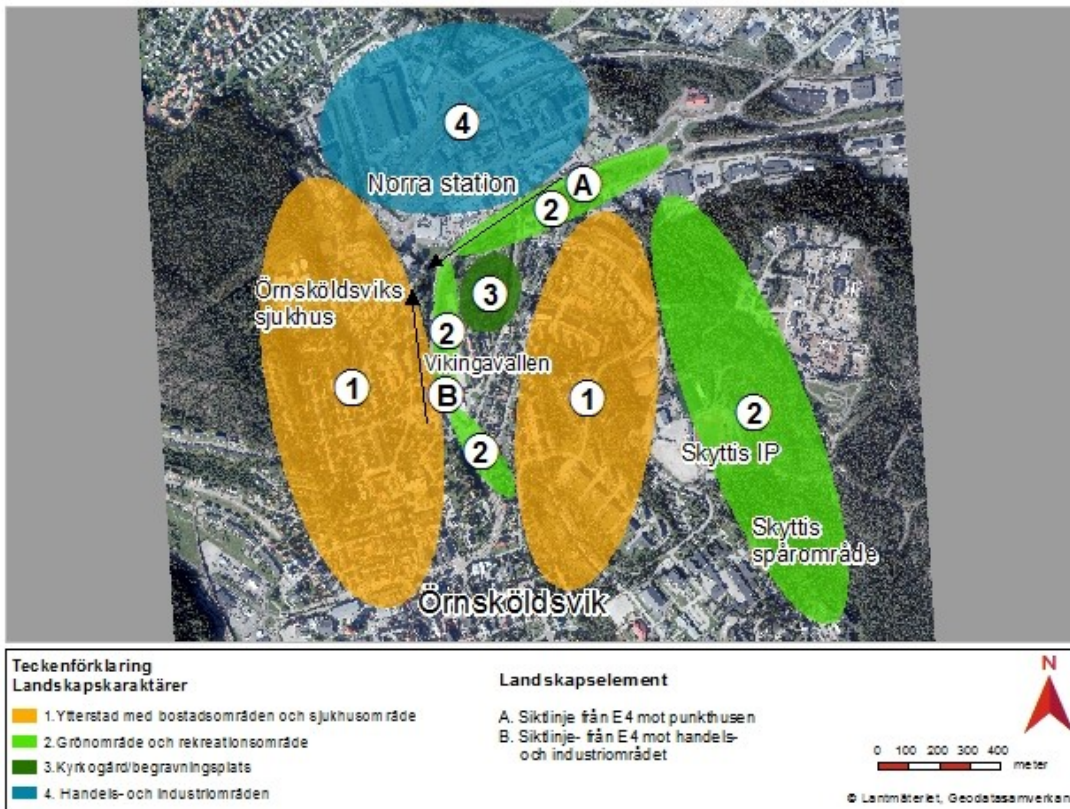 4
Norra station
A
2
Örnsköldsviks
sjukhus
3
2
Vikingavallen
1
B
1
2
2
Skyttis IP
Skyttis
spårområde
Örnsköldsvik
Teckenförklaring
Landskapskaraktärer
1.Ytterstad med bostadsområden och sjukhusområde
2.Grönområde och rekreationsområde
3.Kyrkogård/begravningsplats
4. Handels- och industriområden
Landskapselement
A. Siktlinje från E4 mot punkthusen
B. Siktlinje- från E4 mot handels-
och industriområdet
N
0 100 200 300 400
meter
© Lantmäteriet, Geodatasamverkan